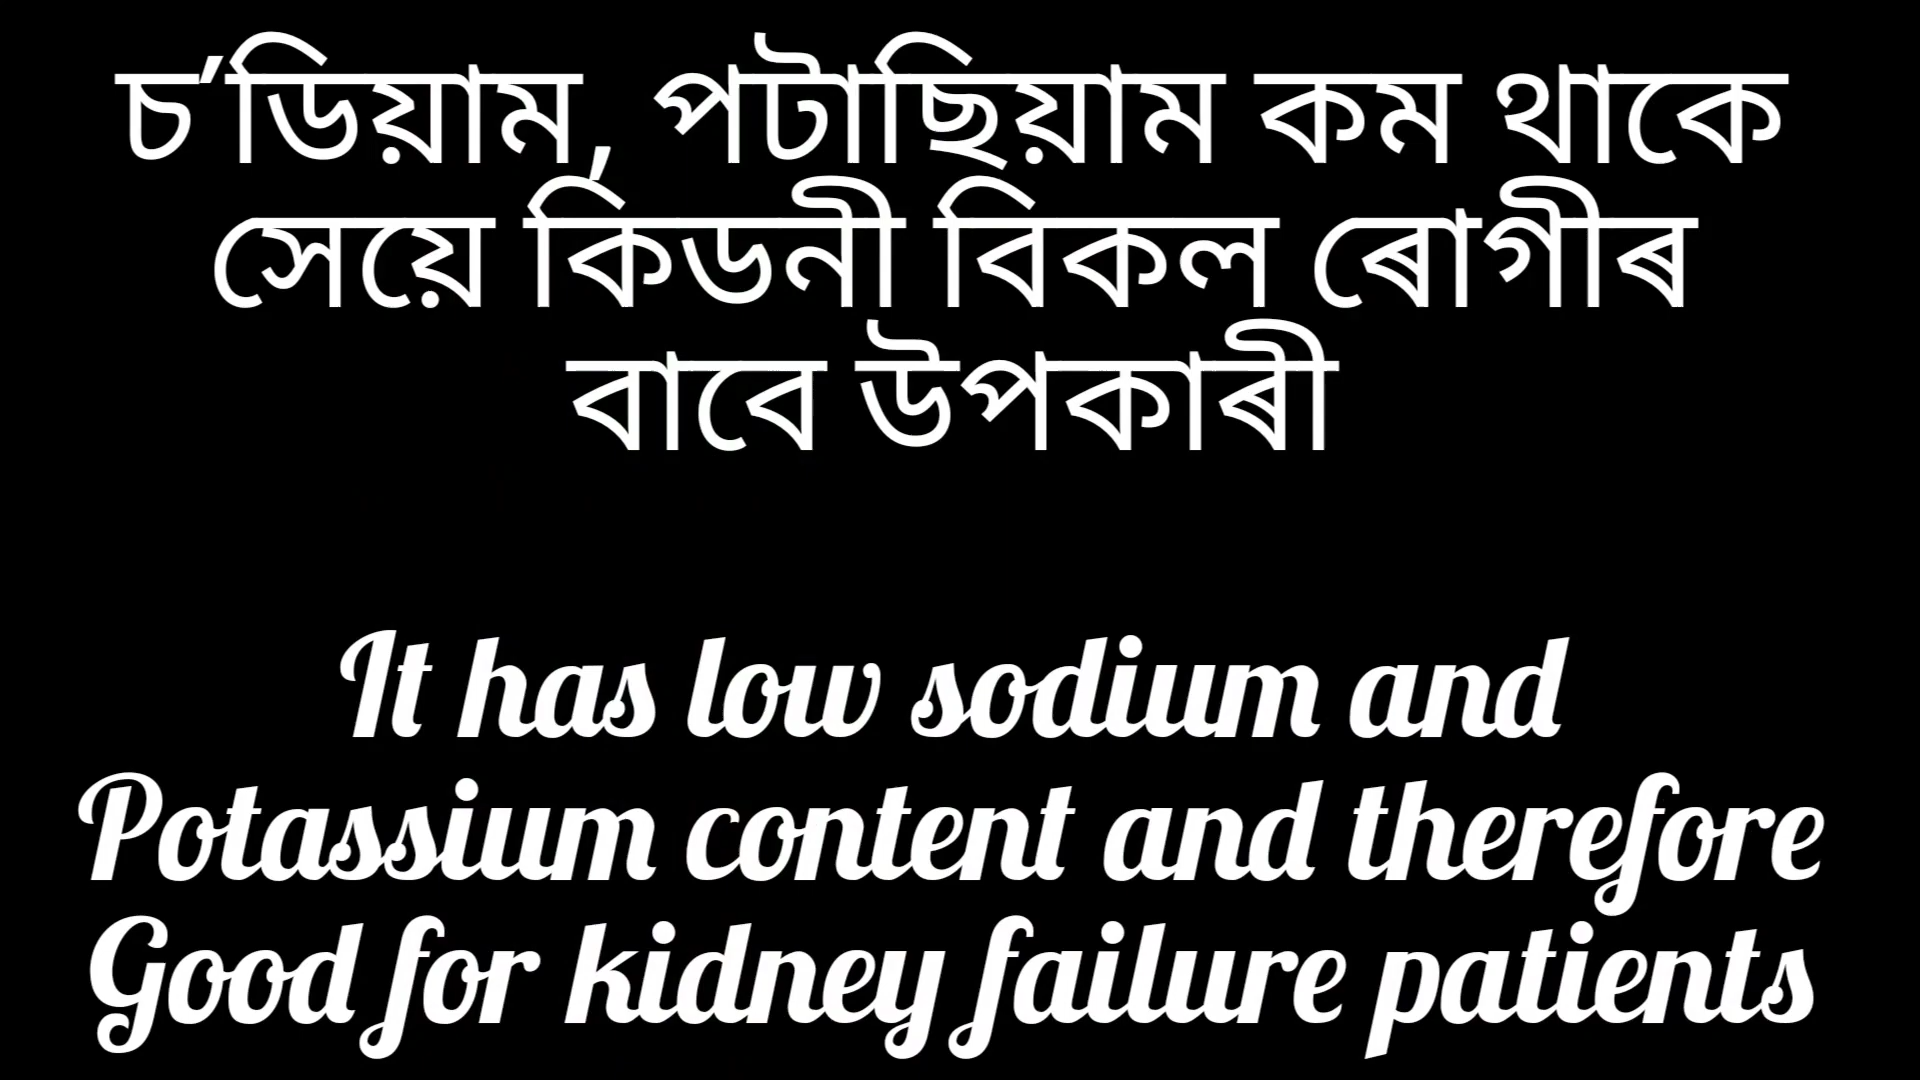 চ’ডিয়াম, পটাছিয়াম কম থাকে
সেয়ে কিডনী বিকল ৰোগীৰ
বাবে উপকাৰী
It has low sodium and
Potassium content and therefore
Good for kidney failure patients